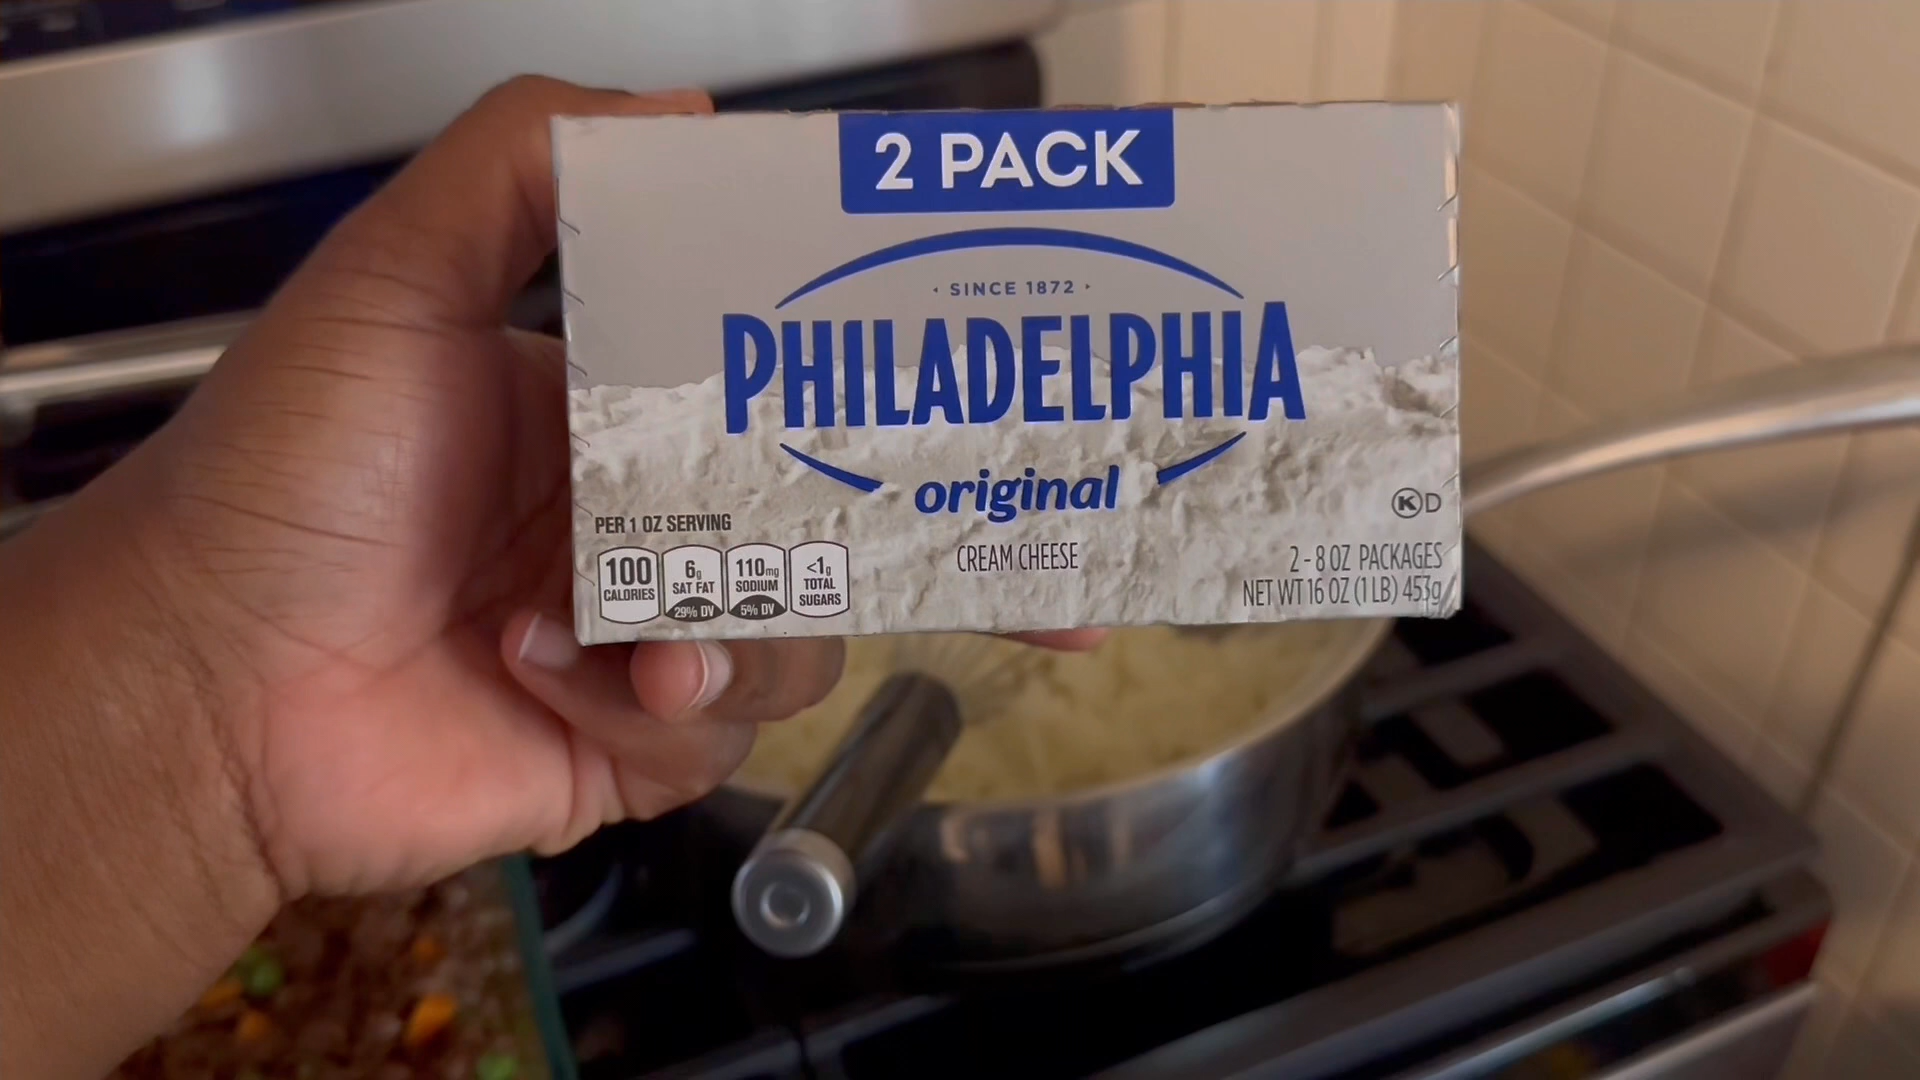 2 PACK
SINCE 1872
PHILADELPHIA
original
CREAM CHEESE
PER 1 OZ SERVING
100
CALORIES
6g
SAT FAT
29% DV
110mg
SODIUM
5% DV
<1g
TOTAL
SUGARS
K D
2-8 OZ PACKAGES
NET WT 16 OZ (1 LB) 453g